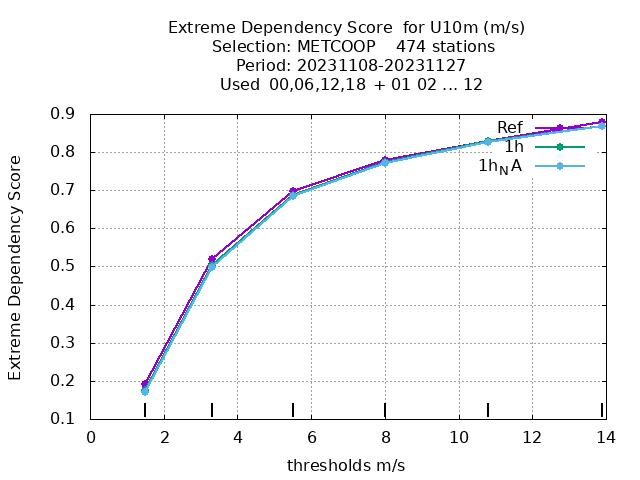 Extreme Dependency Score  for U10m (m/s)
Selection: METCOOP    474 stations
Period: 20231108-20231127
Used  00,06,12,18  + 01 02 ... 12
Extreme Dependency Score
0.9
0.8
0.7
0.6
0.5
0.4
0.3
0.2
0.1
Ref
1h
1h_N A
0 2 4 6 8 10 12 14
thresholds m/s